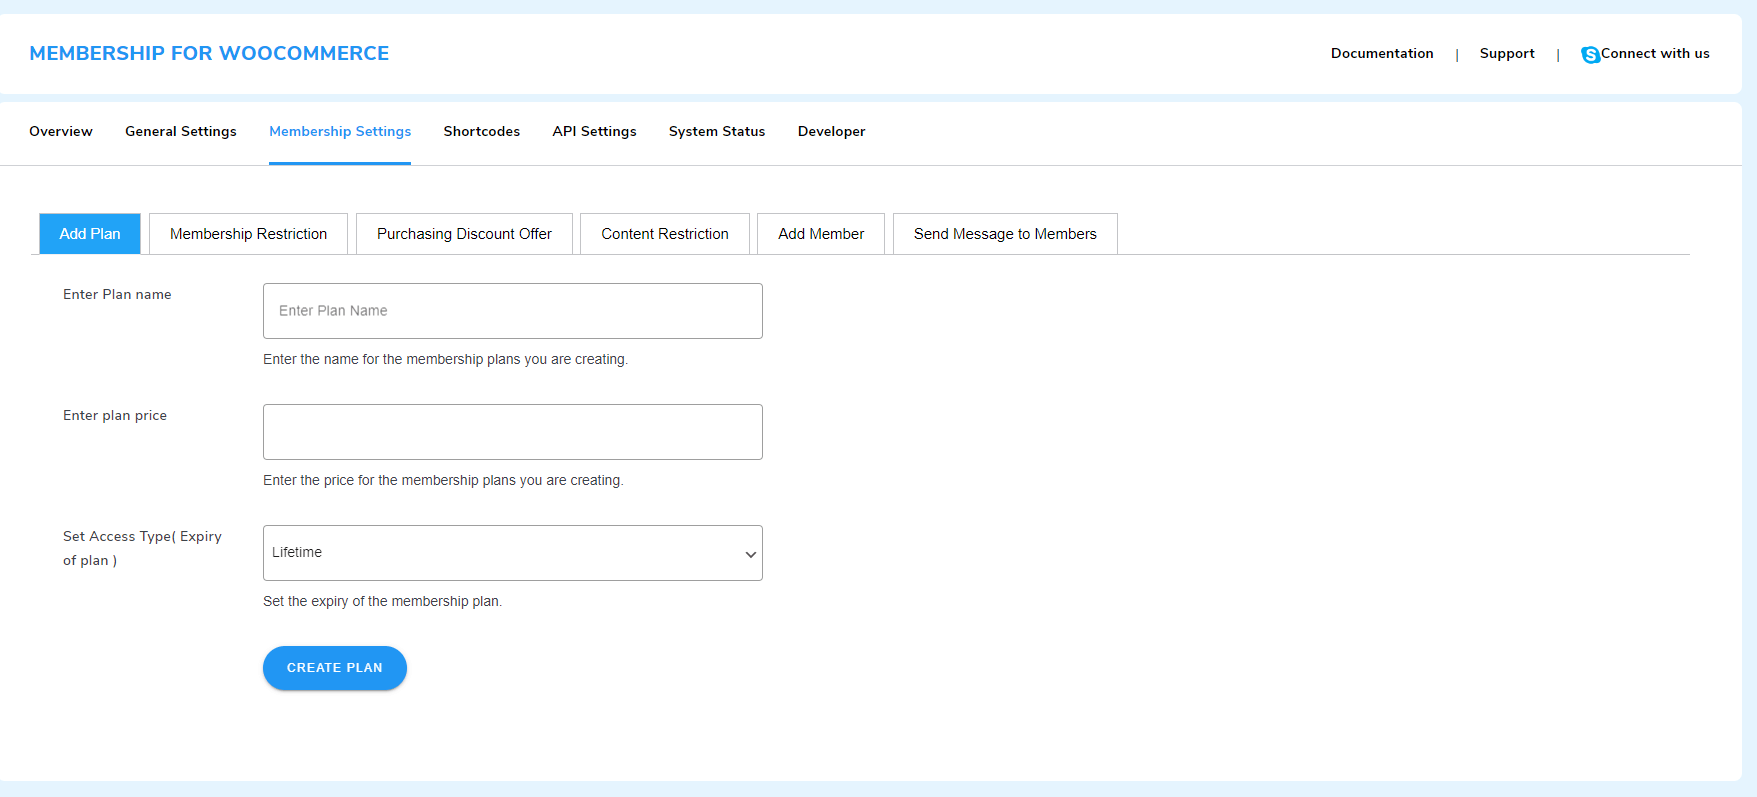 MEMBERSHIP FOR WOOCOMMERCE
Documentation | Support | Connect with us
Overview General Settings Membership Settings Shortcodes API Settings System Status Developer
Add Plan Membership Restriction Purchasing Discount Offer Content Restriction Add Member Send Message to Members
Enter Plan name
Enter Plan Name
Enter the name for the membership plans you are creating.
Enter plan price
Enter the price for the membership plans you are creating.
Set Access Type( Expiry
of plan )
Lifetime
Set the expiry of the membership plan.
CREATE PLAN